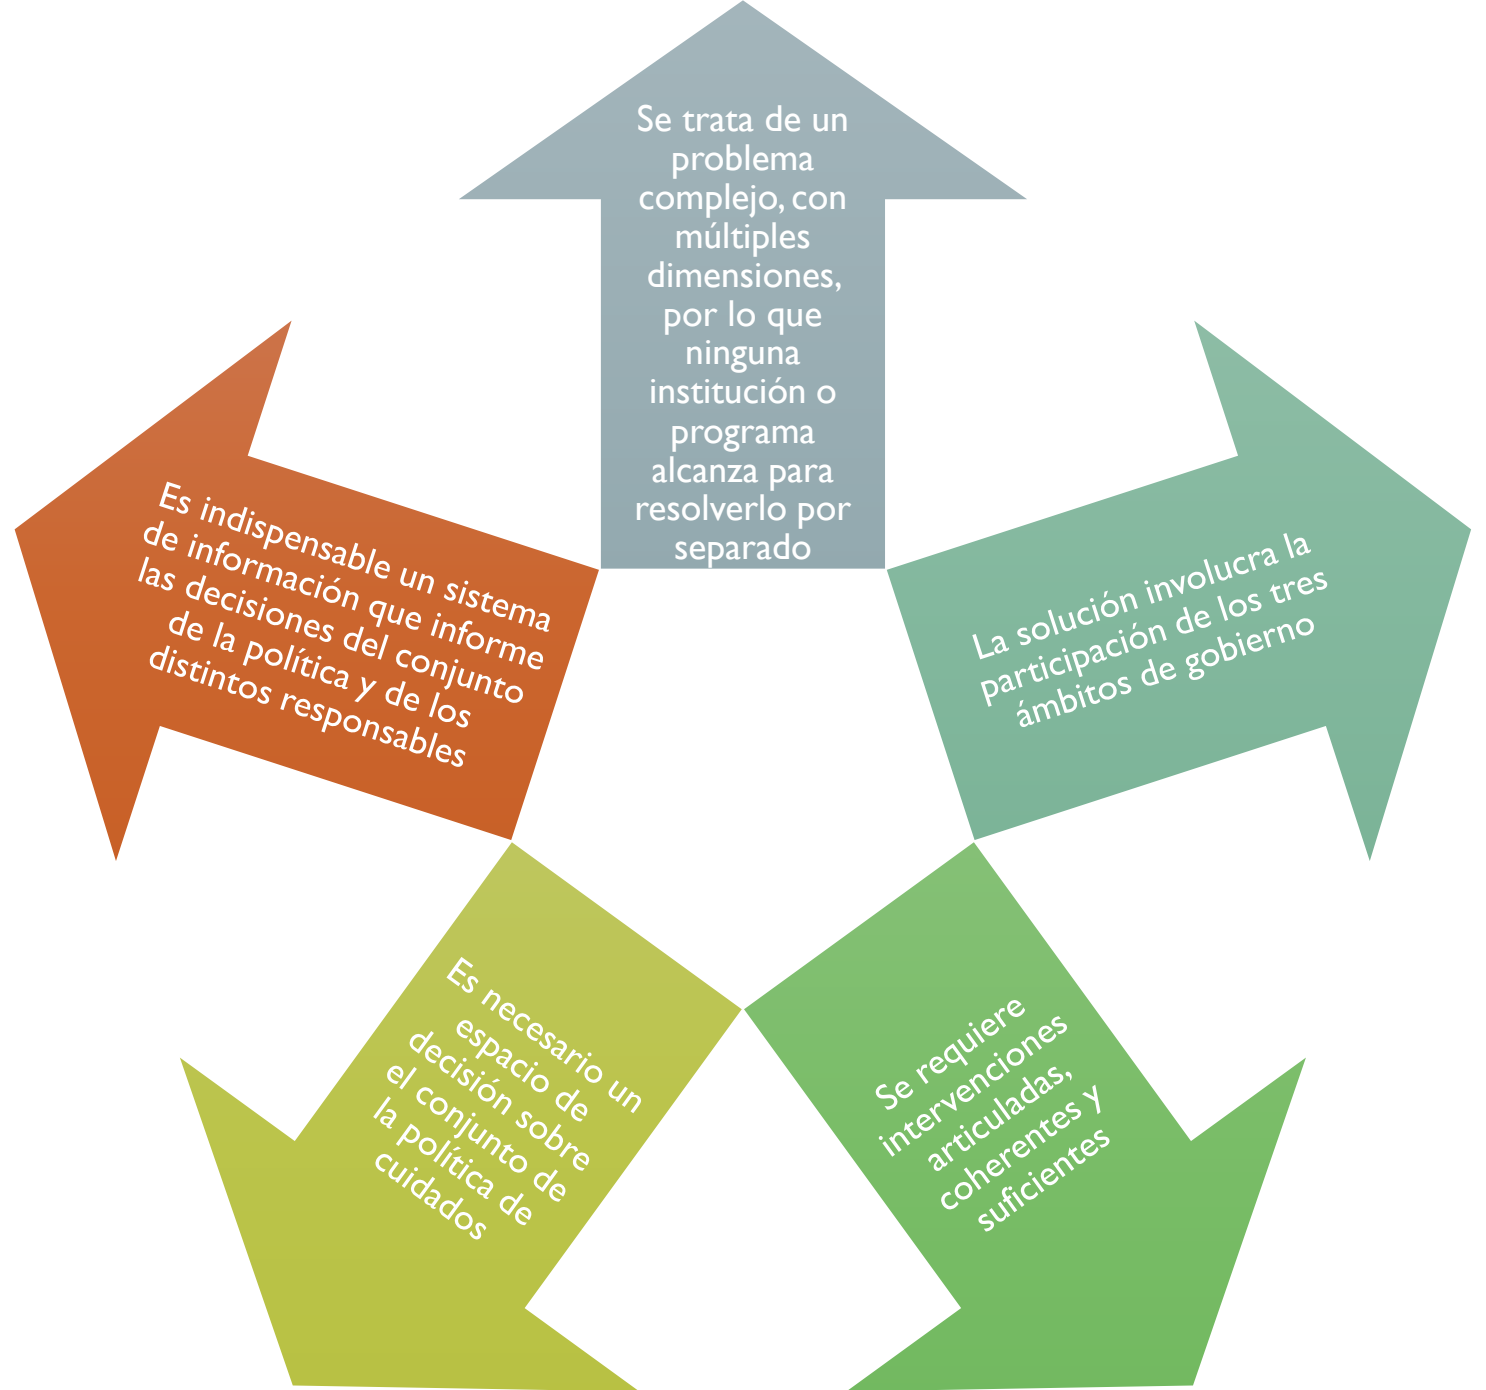 Se trata de un
problema
complejo, con
múltiples
dimensiones,
por lo que
ninguna
institución o
programa
alcanza para
resolverlo por
separado
La solución involucra la
participación de los tres
ámbitos de gobierno
Se requiere
intervenciones
articuladas,
coherentes y
suficientes
Es necesario un
espacio de
decisión sobre
el conjunto de
la política de
cuidados
Es indispensable un sistema
de información que informe
las decisiones del conjunto
de la política y de los
distintos responsables